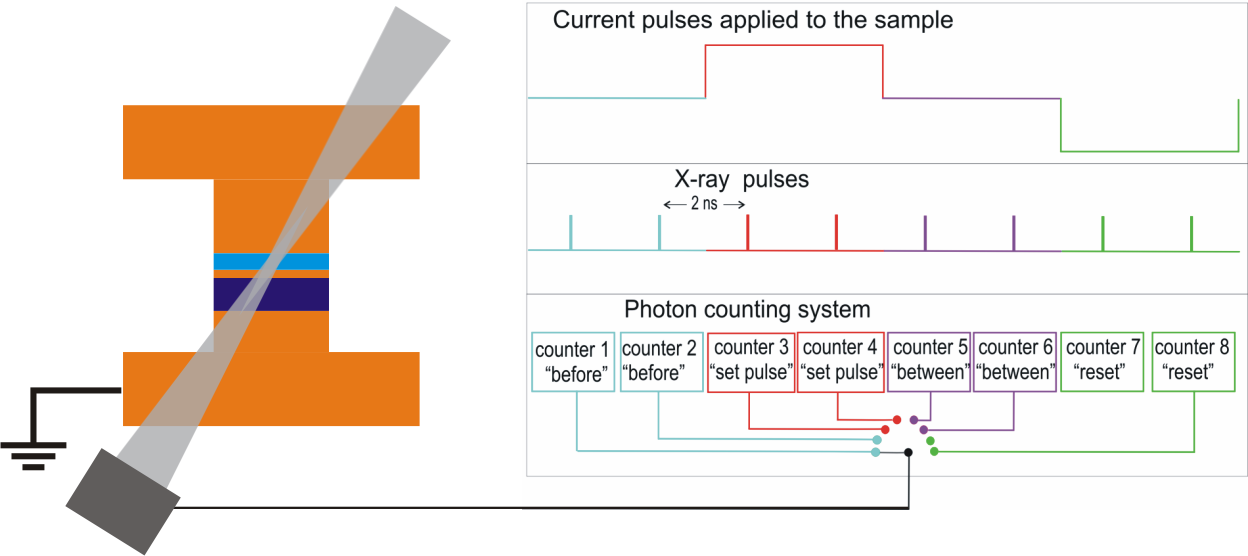 Current pulses applied to the sample
X-ray pulses
2 ns
Photon counting system
counter 1
“before”
counter 2
“before”
counter 3
“set pulse”
counter 4
“set pulse”
counter 5
“between”
counter 6
“between”
counter 7
“reset”
counter 8
“reset”